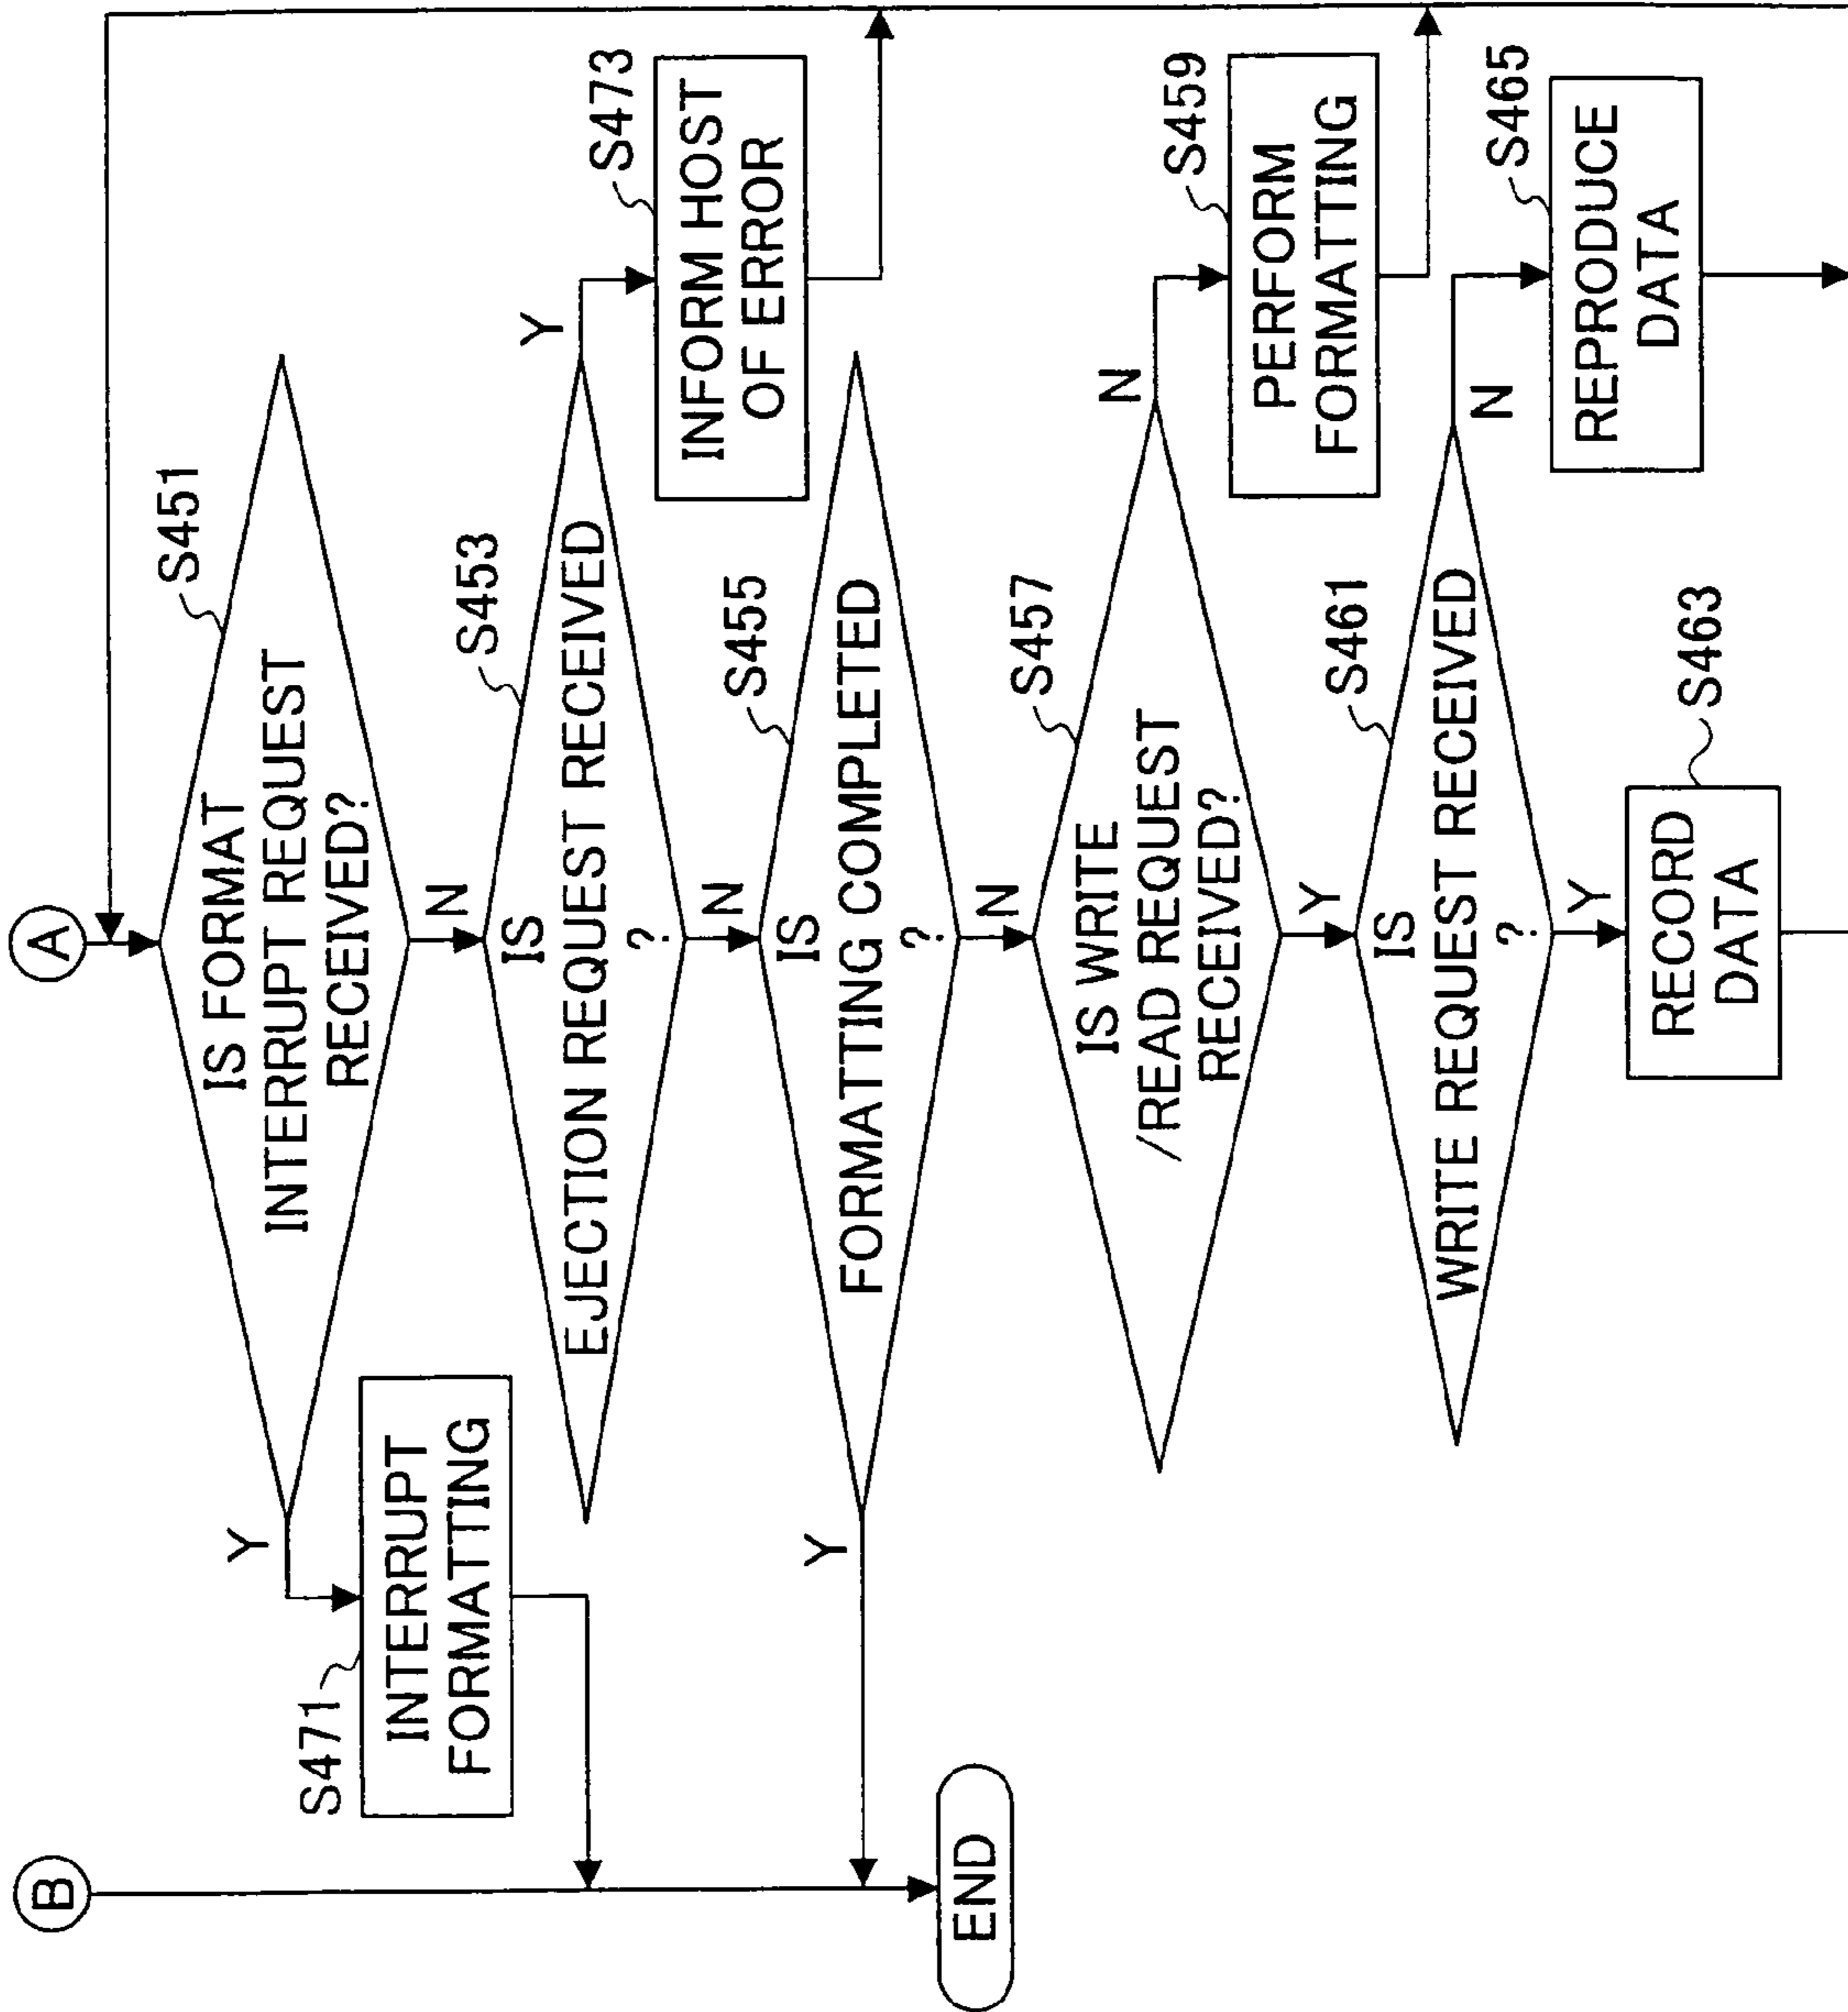 A
B
IS FORMAT
INTERRUPT REQUEST
RECEIVED?
S451
Y
N
S471
INTERRUPT
FORMATTING
IS
EJECTION REQUEST RECEIVED
?
S453
Y
N
S473
INFORM HOST
OF ERROR
IS
FORMATTING COMPLETED
?
S455
Y
N
END
IS WRITE
/READ REQUEST
RECEIVED?
S457
N
Y
S459
PERFORM
FORMATTING
IS
WRITE REQUEST RECEIVED
?
S461
N
Y
S465
REPRODUCE
DATA
S463
RECORD
DATA